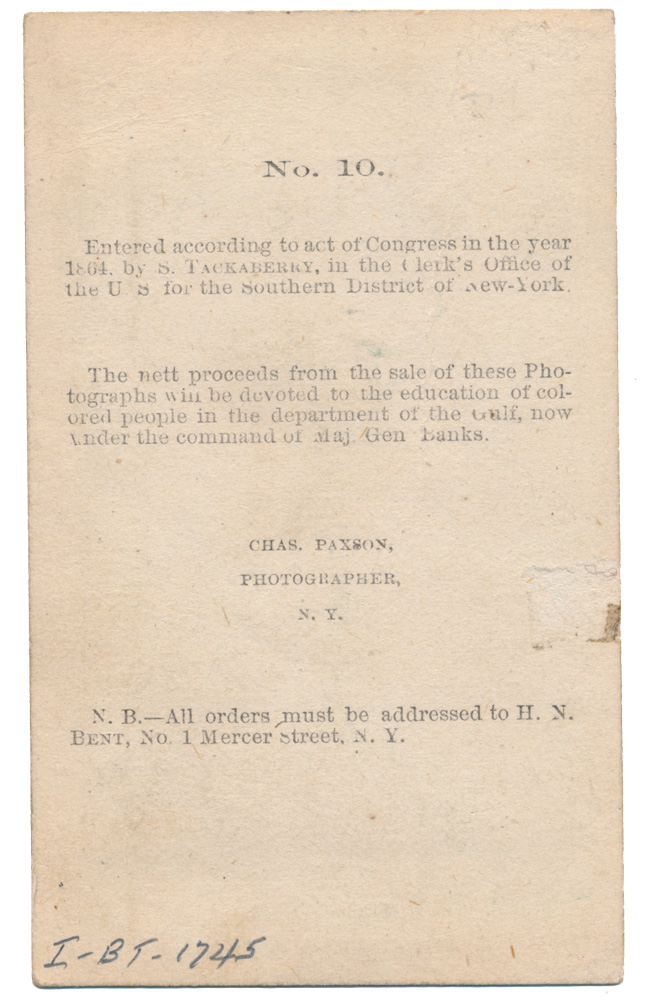 No. 10.
Entered according to act of Congress in the year
1864, by S. TACKABERRY, in the Clerk's Office of
the U S for the Southern District of New-York.
The nett proceeds from the sale of these Pho-
tographs will be devoted to the education of col-
ored people in the department of the Gulf, now
under the command of Maj. Gen Banks.
CHAS. PAXSON,
PHOTOGRAPHER,
N. Y.
N. B.—All orders must be addressed to H. N.
BENT, No. 1 Mercer Street, N. Y.
I-BT-1745